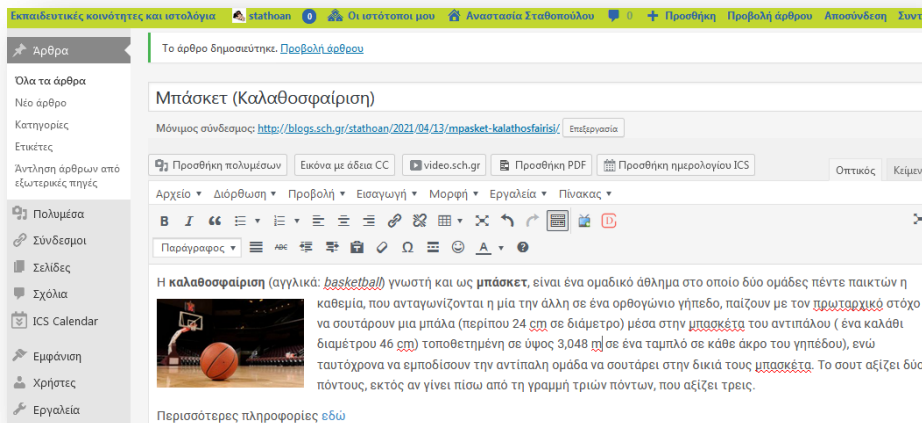 Εκπαιδευτικές κοινότητες και ιστολόγια stathoan 0 Οι ιστότοποι μου Αναστασία Σταθοπούλου 0 Προσθήκη Προβολή άρθρου Αποσύνδεση
Άρθρα
Όλα τα άρθρα
Νέο άρθρο
Κατηγορίες
Ετικέτες
Άντληση άρθρων από
εξωτερικές πηγές
Πολυμέσα
Σύνδεσμοι
Σελίδες
Σχόλια
ICS Calendar
Εμφάνιση
Χρήστες
Εργαλεία
Το άρθρο δημοσιεύτηκε. Προβολή άρθρου
Μπάσκετ (Καλαθοσφαίριση)
Μόνιμος σύνδεσμος: http://blogs.sch.gr/stathoan/2021/04/13/mpasket-kalathosfairisi/ Επεξεργασία
Προσθήκη πολυμέσων Εικόνα με άδεια CC video.sch.gr Προσθήκη PDF Προσθήκη ημερολογίου ICS
Οπτικός
Αρχείο Διόρθωση Προβολή Εισαγωγή Μορφή Εργαλεία Πίνακας
Παράγραφος
Η καλαθοσφαίριση (αγγλικά: basketball) γνωστή και ως μπάσκετ, είναι ένα ομαδικό άθλημα στο οποίο δύο ομάδες πέντε παικτών η
καθεμία, που ανταγωνίζονται η μία την άλλη σε ένα ορθογώνιο γήπεδο, παίζουν με τον πρωταρχικό στόχο
να σουτάρουν μια μπάλα (περίπου 24 cm σε διάμετρο) μέσα στην μπασκέτα του αντιπάλου ( ένα καλάθι
διαμέτρου 46 cm) τοποθετημένη σε ύψος 3,048 m σε ένα ταμπλό σε κάθε άκρο του γηπέδου), ενώ
ταυτόχρονα να εμποδίσουν την αντίπαλη ομάδα να σουτάρει στην δικιά τους μπασκέτα. Το σουτ αξίζει δύο
πόντους, εκτός αν γίνει πίσω από τη γραμμή τριών πόντων, που αξίζει τρεις.
Περισσότερες πληροφορίες εδώ